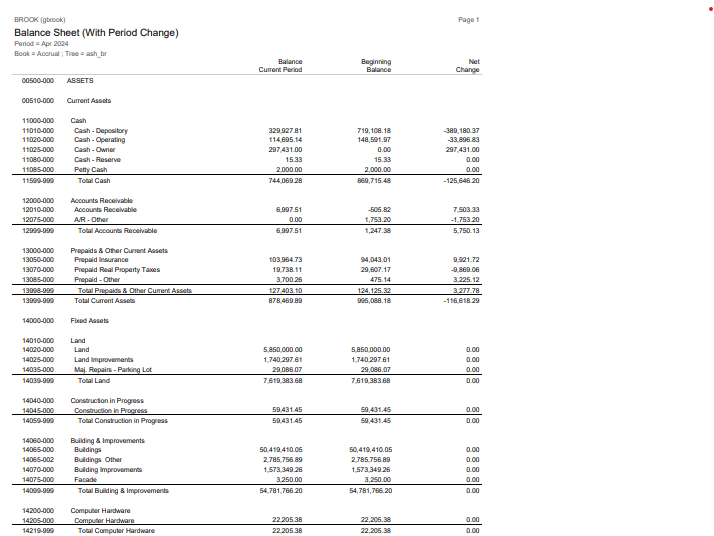 BROOK (gbrook) Page 1
Balance Sheet (With Period Change)
Period = Apr 2024
Book = Accrual ; Tree = ash_br
Balance Beginning Net
Current Period Balance Change
00500-000 ASSETS
00510-000 Current Assets
11000-000 Cash
11010-000 Cash - Depository 329,927.81 719,108.18 -389,180.37
11020-000 Cash - Operating 114,695.14 148,591.97 -33,896.83
11025-000 Cash - Owner 297,431.00 0.00 297,431.00
11080-000 Cash - Reserve 15.33 15.33 0.00
11085-000 Petty Cash 2,000.00 2,000.00 0.00
11599-999 Total Cash 744,069.28 869,715.48 -125,646.20
12000-000 Accounts Receivable
12010-000 Accounts Receivable 6,997.51 -505.82 7,503.33
12075-000 A/R - Other 0.00 1,753.20 -1,753.20
12999-999 Total Accounts Receivable 6,997.51 1,247.38 5,750.13
13000-000 Prepaids & Other Current Assets
13050-000 Prepaid Insurance 103,964.73 94,043.01 9,921.72
13070-000 Prepaid Real Property Taxes 19,738.11 29,607.17 -9,869.06
13085-000 Prepaid - Other 3,700.26 475.14 3,225.12
13998-999 Total Prepaids & Other Current Assets 127,403.10 124,125.32 3,277.78
13999-999 Total Current Assets 878,469.89 995,088.18 -116,618.29
14000-000 Fixed Assets
14010-000 Land
14020-000 Land 5,850,000.00 5,850,000.00 0.00
14025-000 Land Improvements 1,740,297.61 1,740,297.61 0.00
14035-000 Maj. Repairs - Parking Lot 29,086.07 29,086.07 0.00
14039-999 Total Land 7,619,383.68 7,619,383.68 0.00
14040-000 Construction in Progress
14045-000 Construction in Progress 59,431.45 59,431.45 0.00
14059-999 Total Construction in Progress 59,431.45 59,431.45 0.00
14060-000 Building & Improvements
14065-000 Buildings 50,419,410.05 50,419,410.05 0.00
14065-002 Buildings Other 2,785,756.89 2,785,756.89 0.00
14070-000 Building Improvements 1,573,349.26 1,573,349.26 0.00
14075-000 Facade 3,250.00 3,250.00 0.00
14099-999 Total Building & Improvements 54,781,766.20 54,781,766.20 0.00
14200-000 Computer Hardware
14205-000 Computer Hardware 22,205.38 22,205.38 0.00
14219-999 Total Computer Hardware 22,205.38 22,205.38 0.00